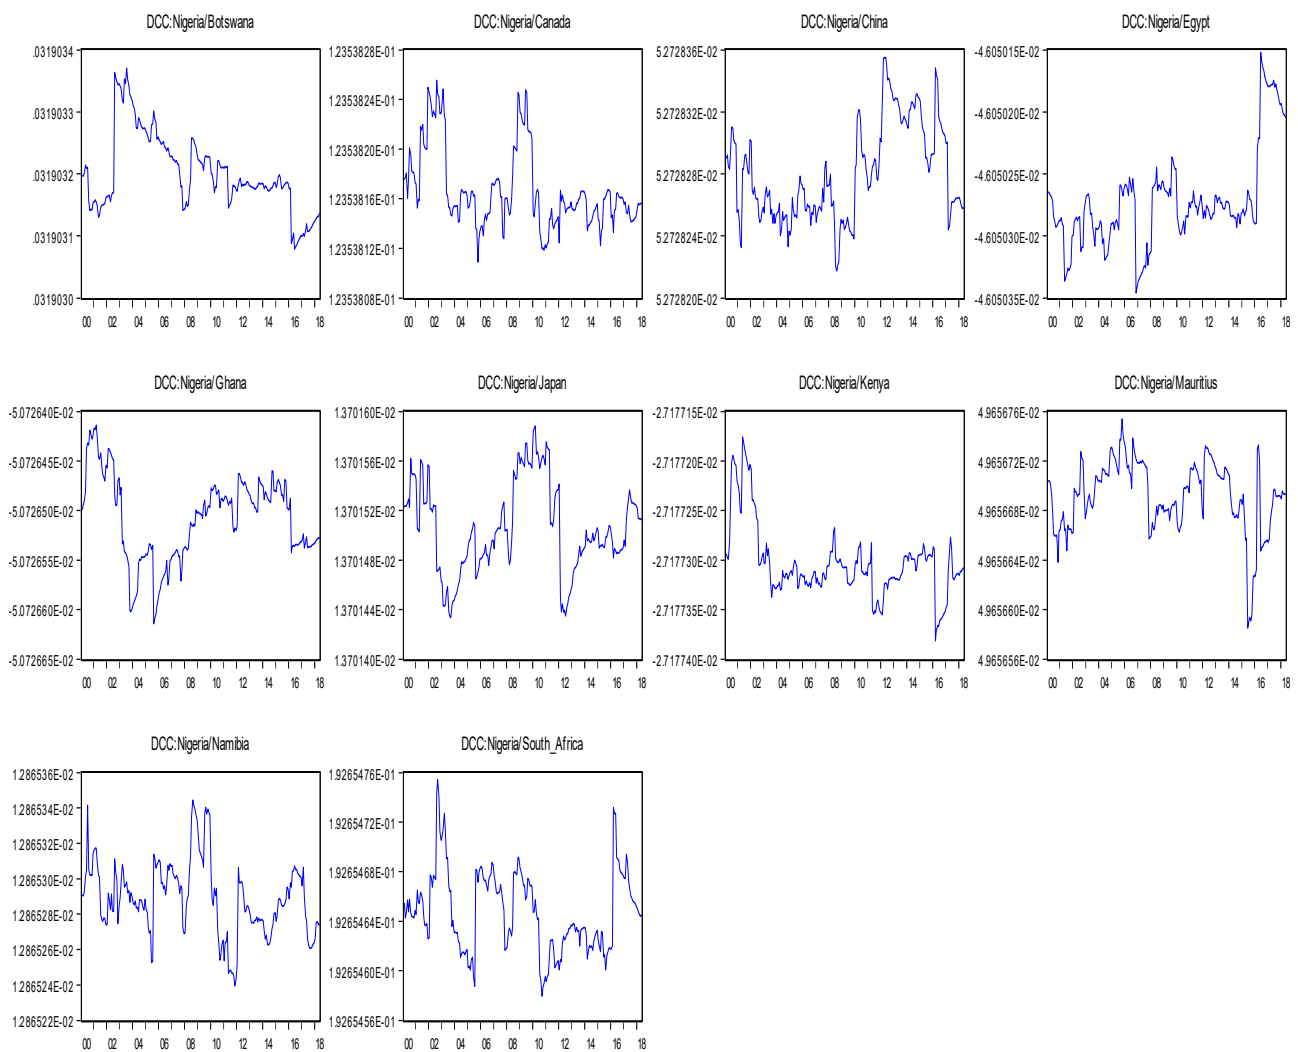 DCC:Nigeria/Botswana
.0319034
.0319033
.0319032
.0319031
.0319030
00 02 04 06 08 10 12 14 16 18
DCC:Nigeria/Canada
1.2353828E-01
1.2353824E-01
1.2353820E-01
1.2353816E-01
1.2353812E-01
1.2353808E-01
00 02 04 06 08 10 12 14 16 18
DCC:Nigeria/China
5.272836E-02
5.272832E-02
5.272828E-02
5.272824E-02
5.272820E-02
00 02 04 06 08 10 12 14 16 18
DCC:Nigeria/Egypt
-4.605015E-02
-4.605020E-02
-4.605025E-02
-4.605030E-02
-4.605035E-02
00 02 04 06 08 10 12 14 16 18
DCC:Nigeria/Ghana
-5.072640E-02
-5.072645E-02
-5.072650E-02
-5.072655E-02
-5.072660E-02
-5.072665E-02
00 02 04 06 08 10 12 14 16 18
DCC:Nigeria/Japan
1.370160E-02
1.370156E-02
1.370152E-02
1.370148E-02
1.370144E-02
1.370140E-02
00 02 04 06 08 10 12 14 16 18
DCC:Nigeria/Kenya
-2.717715E-02
-2.717720E-02
-2.717725E-02
-2.717730E-02
-2.717735E-02
-2.717740E-02
00 02 04 06 08 10 12 14 16 18
DCC:Nigeria/Mauritius
4.965676E-02
4.965672E-02
4.965668E-02
4.965664E-02
4.965660E-02
4.965656E-02
00 02 04 06 08 10 12 14 16 18
DCC:Nigeria/Namibia
1.286536E-02
1.286534E-02
1.286532E-02
1.286530E-02
1.286528E-02
1.286526E-02
1.286524E-02
1.286522E-02
00 02 04 06 08 10 12 14 16 18
DCC:Nigeria/South_Africa
1.9265476E-01
1.9265472E-01
1.9265468E-01
1.9265464E-01
1.9265460E-01
1.9265456E-01
00 02 04 06 08 10 12 14 16 18